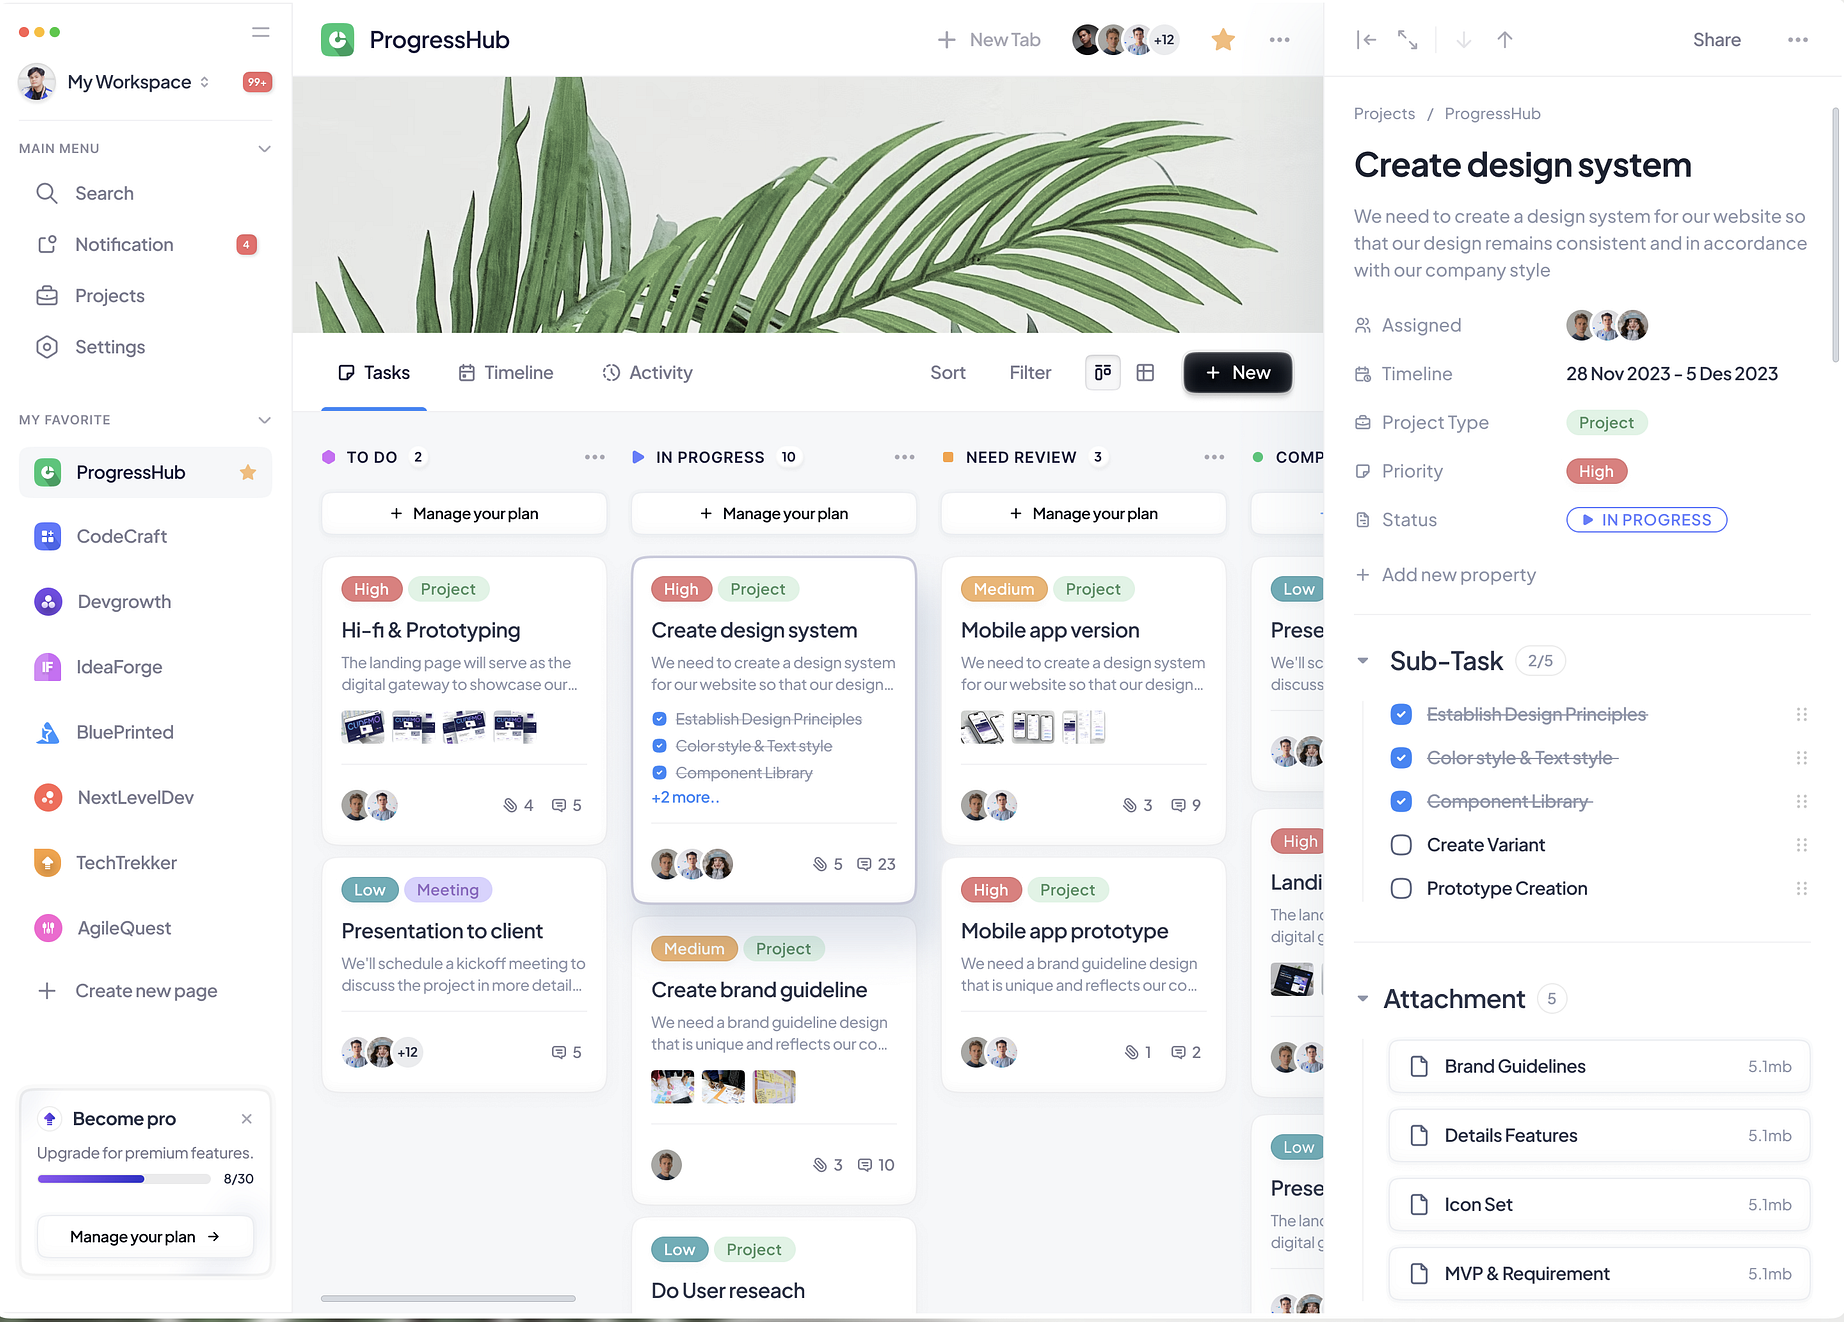 My Workspace
99+
MAIN MENU
Search
Notification
4
Projects
Settings
MY FAVORITE
ProgressHub
CodeCraft
Devgrowth
IF
IdeaForge
BluePrinted
NextLevelDev
TechTrekker
AgileQuest
Create new page
Become pro
Upgrade for premium features.
8/30
Manage your plan
ProgressHub
New Tab
+12
Tasks
Timeline
Activity
Sort
Filter
New
TO DO 2
Manage your plan
High Project
Hi-fi & Prototyping
The landing page will serve as the
digital gateway to showcase our...
4 5
Low Meeting
Presentation to client
We'll schedule a kickoff meeting to
discuss the project in more detail...
+12
5
IN PROGRESS 10
Manage your plan
High Project
Create design system
We need to create a design system
for our website so that our design...
Establish Design Principles
Color style & Text style
Component Library
+2 more..
5 23
Medium Project
Create brand guideline
We need a brand guideline design
that is unique and reflects our co...
3 10
Low Project
Do User reseach
NEED REVIEW 3
Manage your plan
Medium Project
Mobile app version
We need to create a design system
for our website so that our design...
3 9
High Project
Mobile app prototype
We need a brand guideline design
that is unique and reflects our co...
1 2
COMP
Low
Prese
We'll sc
discuss
High
Landi
The land
digital g
Low
Prese
The land
digital g
Share
Projects / ProgressHub
Create design system
We need to create a design system for our website so
that our design remains consistent and in accordance
with our company style
Assigned
Timeline 28 Nov 2023 - 5 Des 2023
Project Type Project
Priority High
Status IN PROGRESS
Add new property
Sub-Task 2/5
Establish Design Principles
Color style & Text style
Component Library
Create Variant
Prototype Creation
Attachment 5
Brand Guidelines 5.1mb
Details Features 5.1mb
Icon Set 5.1mb
MVP & Requirement 5.1mb